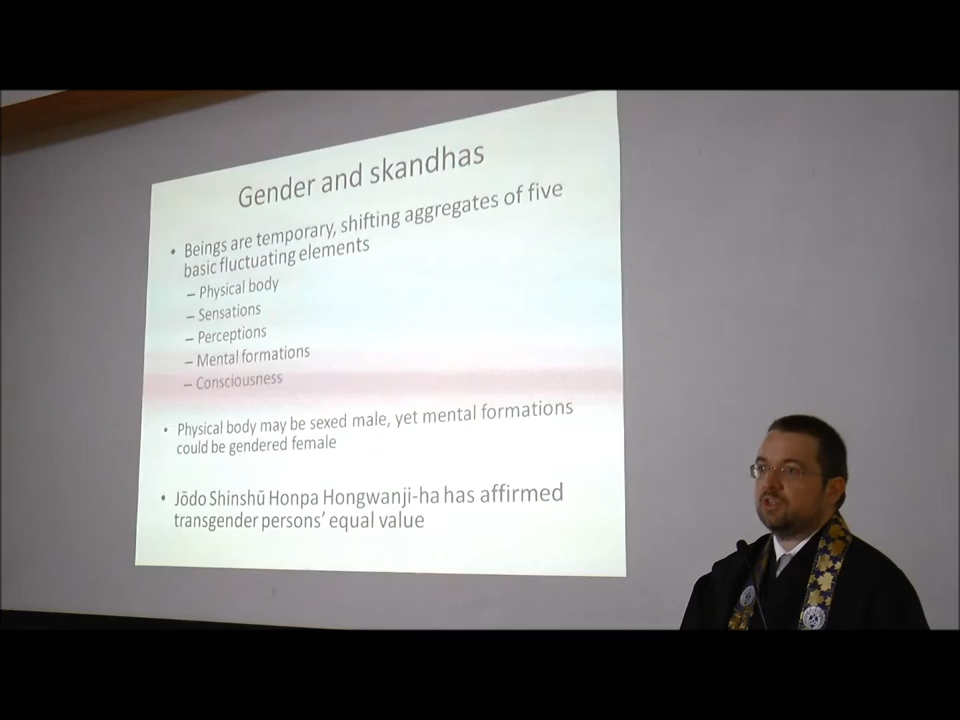 Gender and skandhas
• Beings are temporary, shifting aggregates of five
basic fluctuating elements
– Physical body
– Sensations
– Perceptions
– Mental formations
– Consciousness
• Physical body may be sexed male, yet mental formations
could be gendered female
• Jōdo Shinshū Honpa Hongwanji-ha has affirmed
transgender persons’ equal value